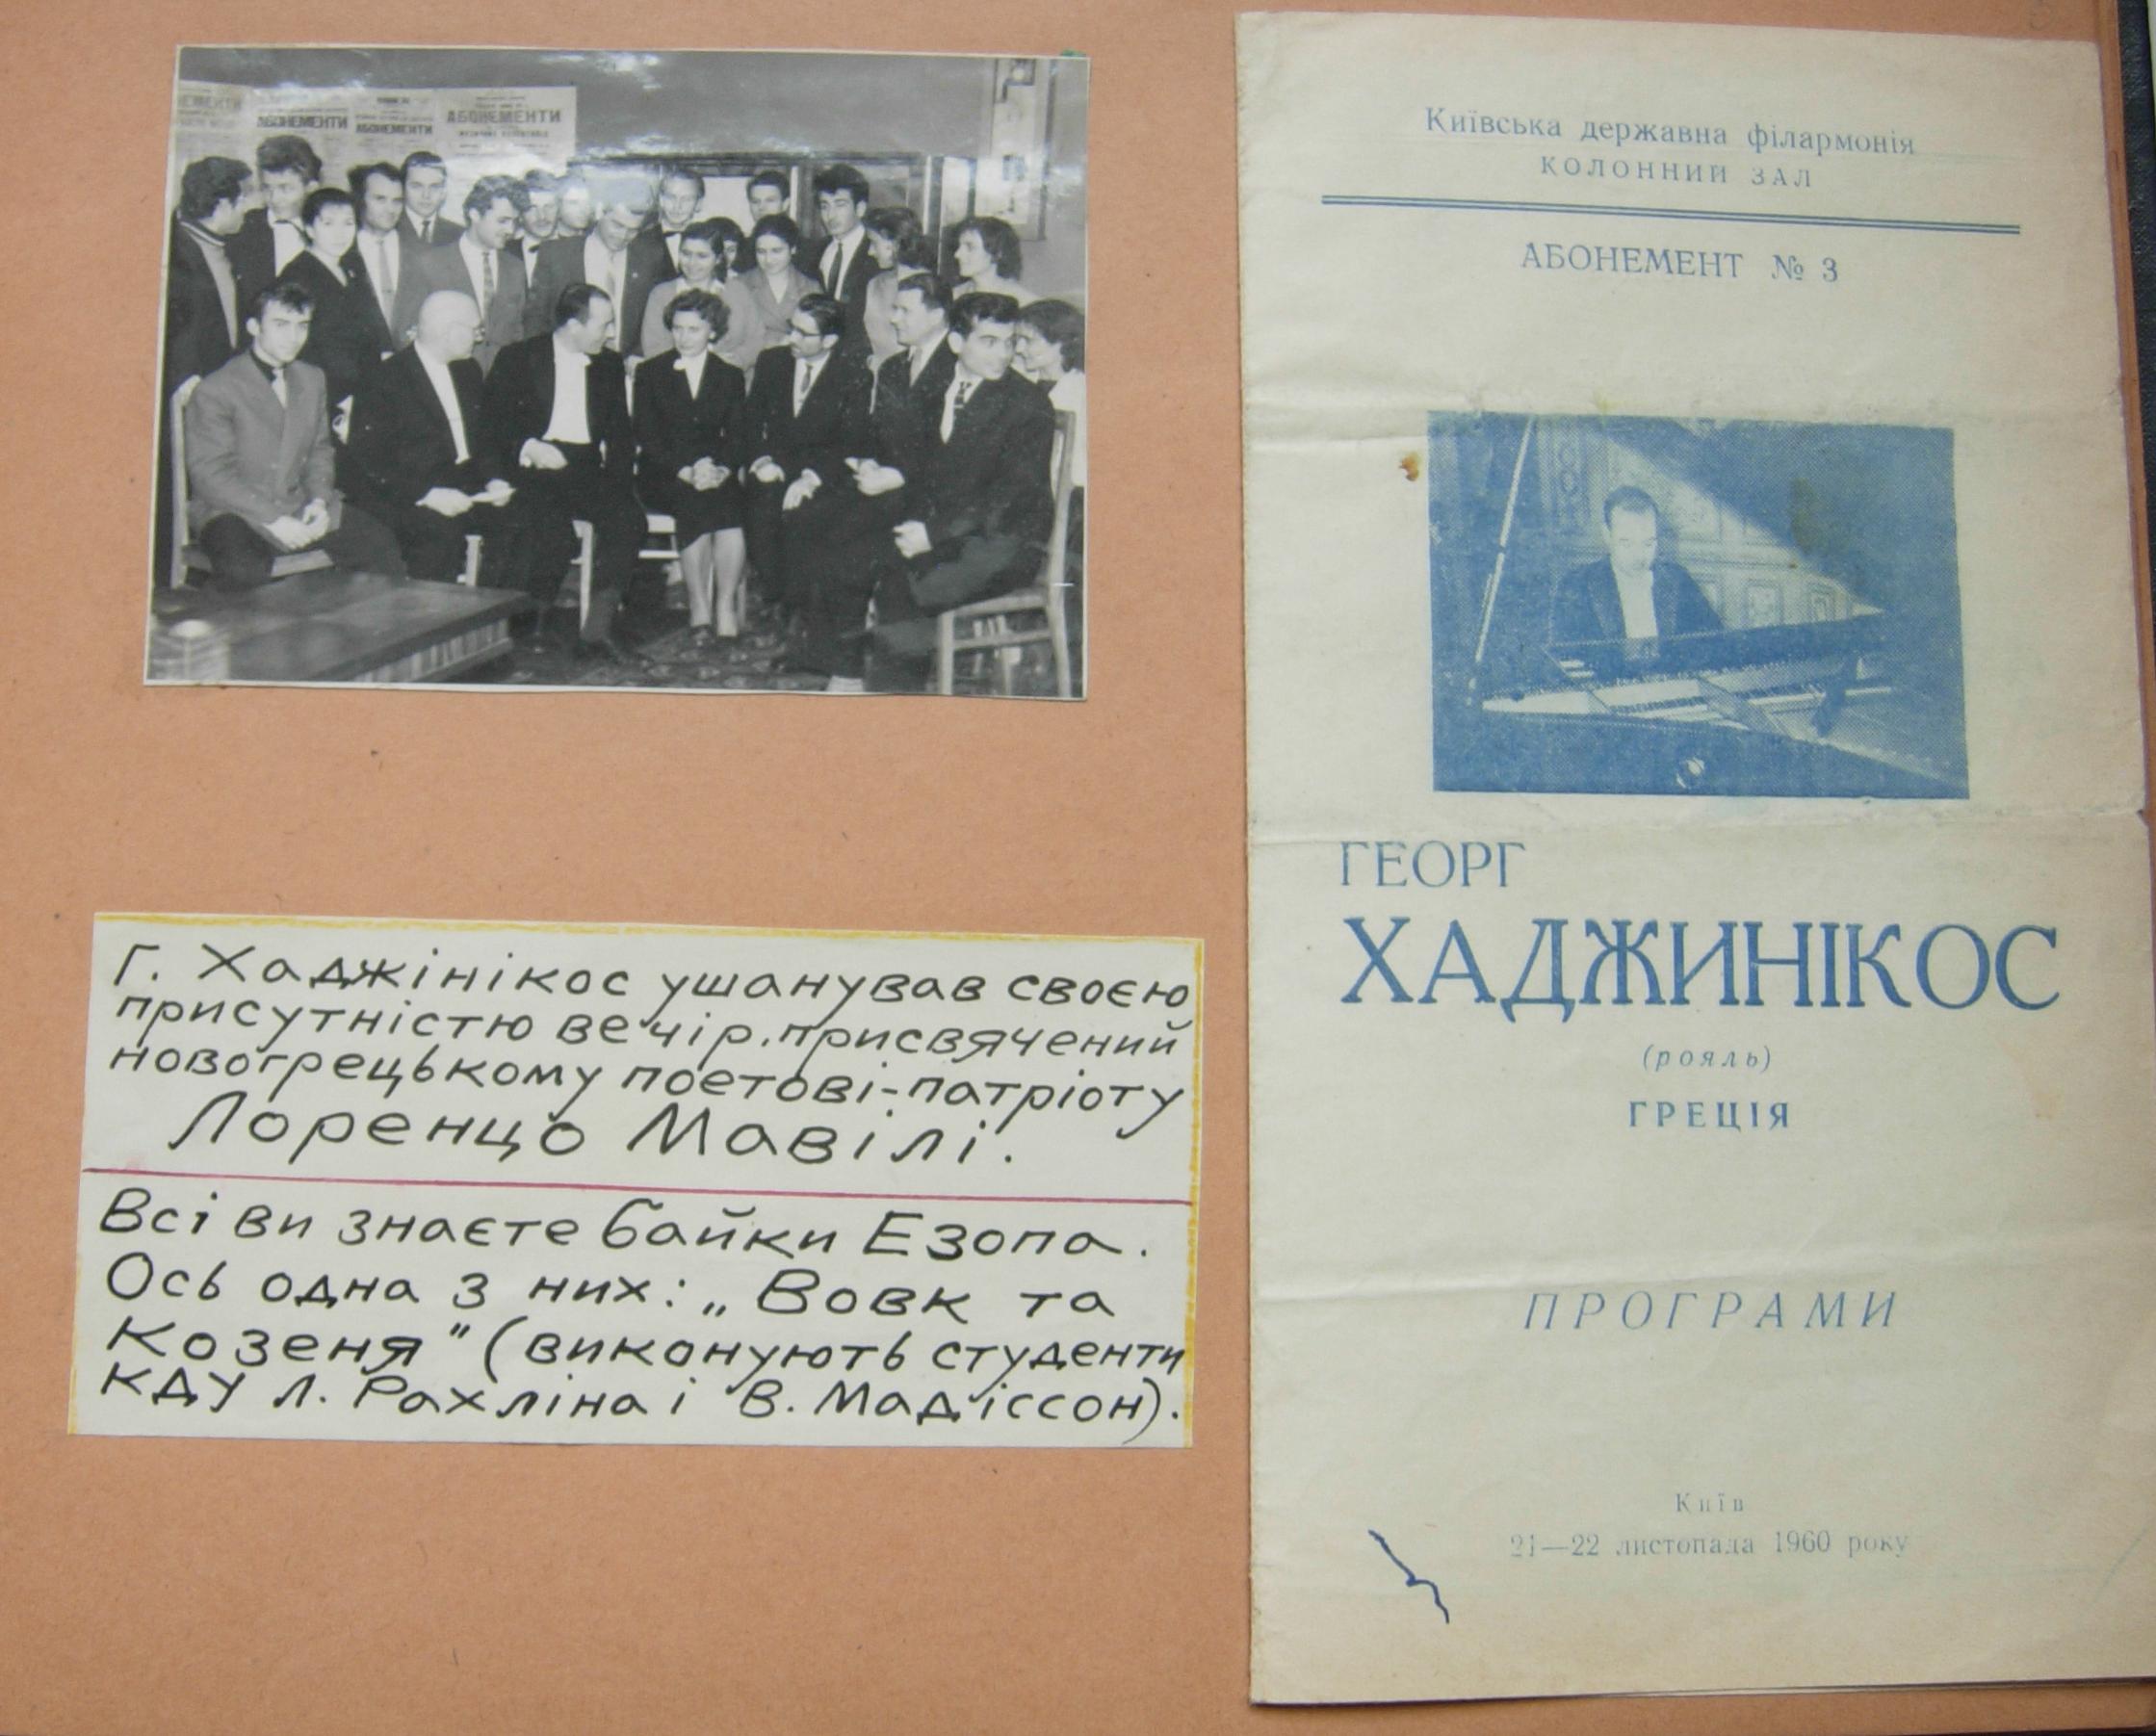 АБОНЕМЕНТИ
АБОНЕМЕНТИ
АБОНЕМЕНТИ
Г. Хаджінікос ушанував своєю
присутністю вечір, присвячений
новогрецькому поетові-патріоту
Лоренцо Мавілі.
Всі ви знаєте байки Езопа.
Ось одна з них: „Вовк та
Козеня" (виконують студенти
КДУ Л. Рахліна і В. Мадіссон).
Київська державна філармонія
КОЛОННИЙ ЗАЛ
АБОНЕМЕНТ № 3
ГЕОРГ
ХАДЖИНІКОС
(рояль)
ГРЕЦІЯ
ПРОГРАМИ
Київ
21—22 листопада 1960 року